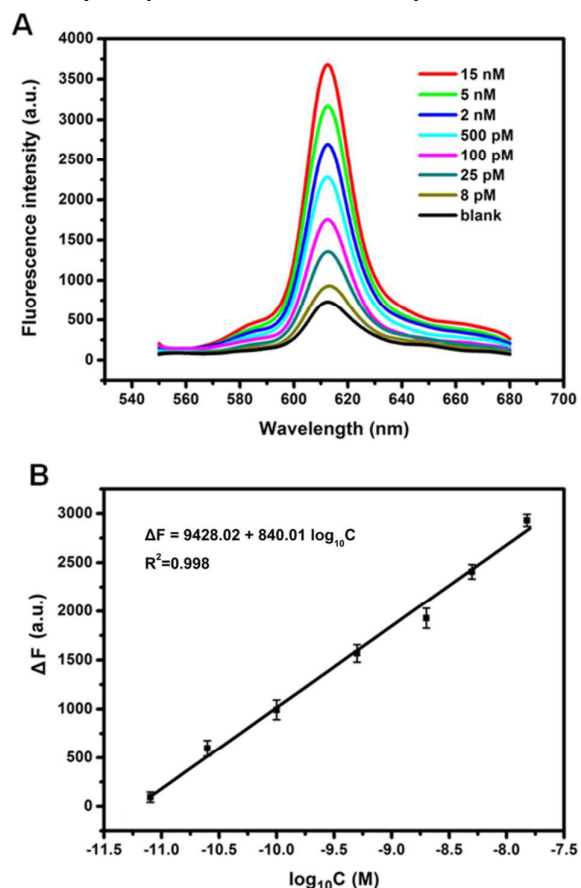 A
Fluorescence intensity (a.u.)
4000
3500
3000
2500
2000
1500
1000
500
0
15 nM
5 nM
2 nM
500 pM
100 pM
25 pM
8 pM
blank
540 560 580 600 620 640 660 680 700
Wavelength (nm)
B
ΔF (a.u.)
3000
2500
2000
1500
1000
500
0
ΔF = 9428.02 + 840.01 log₁₀C
R²=0.998
-11.5 -11.0 -10.5 -10.0 -9.5 -9.0 -8.5 -8.0 -7.5
log₁₀C (M)